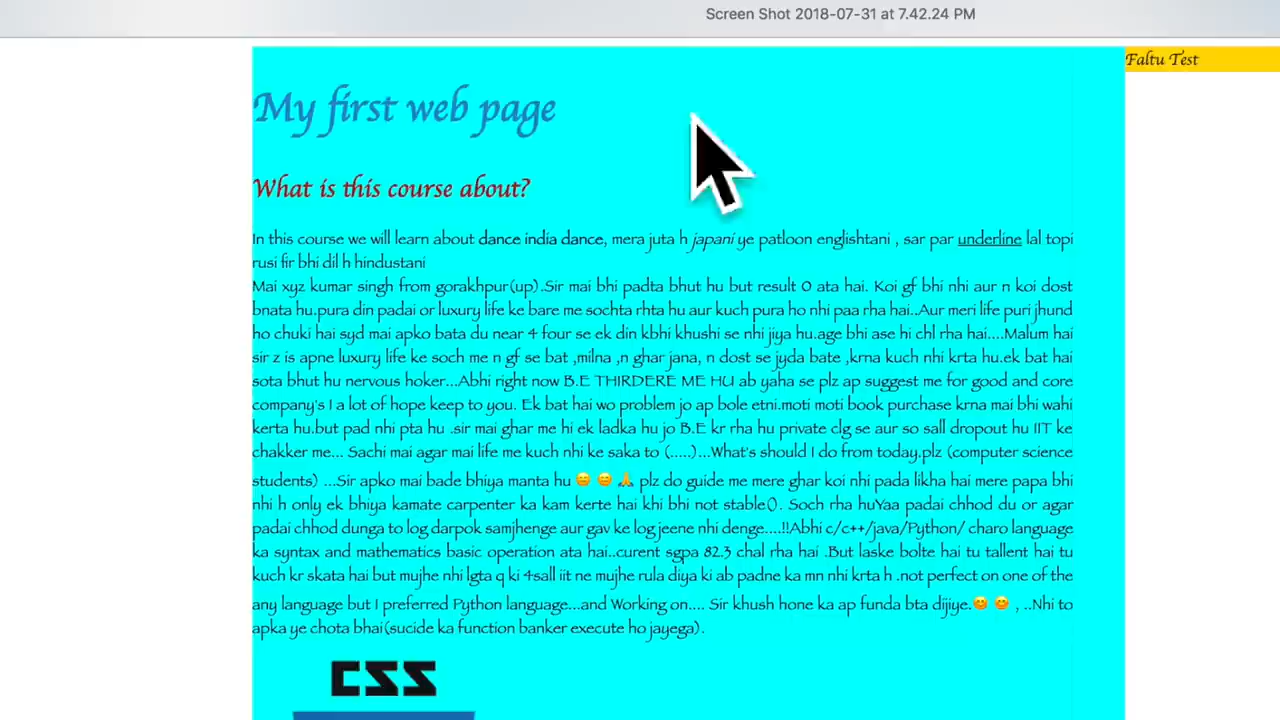 Screen Shot 2018-07-31 at 7.42.24 PM
Faltu Test
My first web page
What is this course about?
In this course we will learn about dance india dance, mera juta h japani ye patloon englishtani , sar par underline lal topi
rusi fir bhi dil h hindustani
Mai xyz kumar singh from gorakhpur(up).Sir mai bhi padta bhut hu but result 0 ata hai. Koi gf bhi nhi aur n koi dost
bnata hu.pura din padai or luxury life ke bare me sochta rhta hu aur kuch pura ho nhi paa rha hai..Aur meri life puri jhund
ho chuki hai syd mai apko bata du near 4 four se ek din kbhi khushi se nhi jiya hu.age bhi ase hi chl rha hai....Malum hai
sir z is apne luxury life ke soch me n gf se bat ,milna ,n ghar jana, n dost se jyda bate ,krna kuch nhi krta hu.ek bat hai
sota bhut hu nervous hoker...Abhi right now B.E THIRDERE ME HU ab yaha se plz ap suggest me for good and core
company's I a lot of hope keep to you. Ek bat hai wo problem jo ap bole etni.moti moti book purchase krna mai bhi wahi
kerta hu.but pad nhi pta hu .sir mai ghar me hi ek ladka hu jo B.E kr rha hu private clg se aur so sall dropout hu IIT ke
chakker me... Sachi mai agar mai life me kuch nhi ke saka to (.....)...What's should I do from today.plz (computer science
students) ...Sir apko mai bade bhiya manta hu 😊 😊 🙏 plz do guide me mere ghar koi nhi pada likha hai mere papa bhi
nhi h only ek bhiya kamate carpenter ka kam kerte hai khi bhi not stable(). Soch rha huYaa padai chhod du or agar
padai chhod dunga to log darpok samjhenge aur gav ke log jeene nhi denge....!!Abhi c/c++/java/Python/ charo language
ka syntax and mathematics basic operation ata hai..curent sgpa 82.3 chal rha hai .But laske bolte hai tu tallent hai tu
kuch kr skata hai but mujhe nhi lgta q ki 4sall iit ne mujhe rula diya ki ab padne ka mn nhi krta h .not perfect on one of the
any language but I preferred Python language...and Working on.... Sir khush hone ka ap funda bta dijiye.😊 😊 , ..Nhi to
apka ye chota bhai(sucide ka function banker execute ho jayega).
CSS